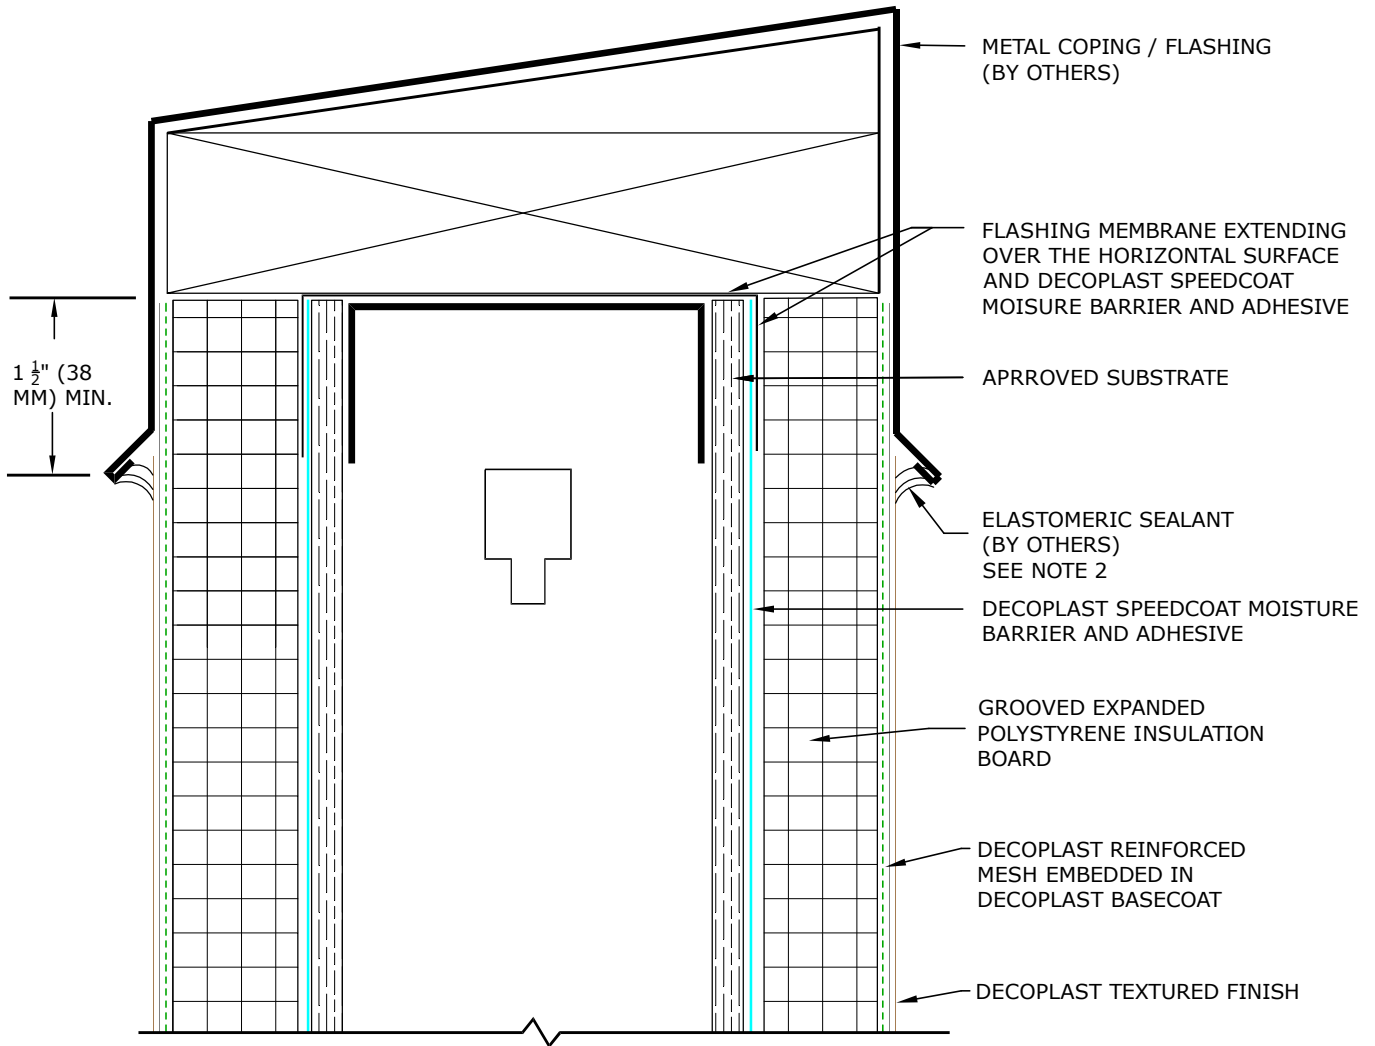 METAL COPING / FLASHING
(BY OTHERS)
FLASHING MEMBRANE EXTENDING
OVER THE HORIZONTAL SURFACE
AND DECOPLAST SPEEDCOAT
MOISURE BARRIER AND ADHESIVE
1 1/2" (38
MM) MIN.
APRROVED SUBSTRATE
ELASTOMERIC SEALANT
(BY OTHERS)
SEE NOTE 2
DECOPLAST SPEEDCOAT MOISTURE
BARRIER AND ADHESIVE
GROOVED EXPANDED
POLYSTYRENE INSULATION
BOARD
DECOPLAST REINFORCED
MESH EMBEDDED IN
DECOPLAST BASECOAT
DECOPLAST TEXTURED FINISH